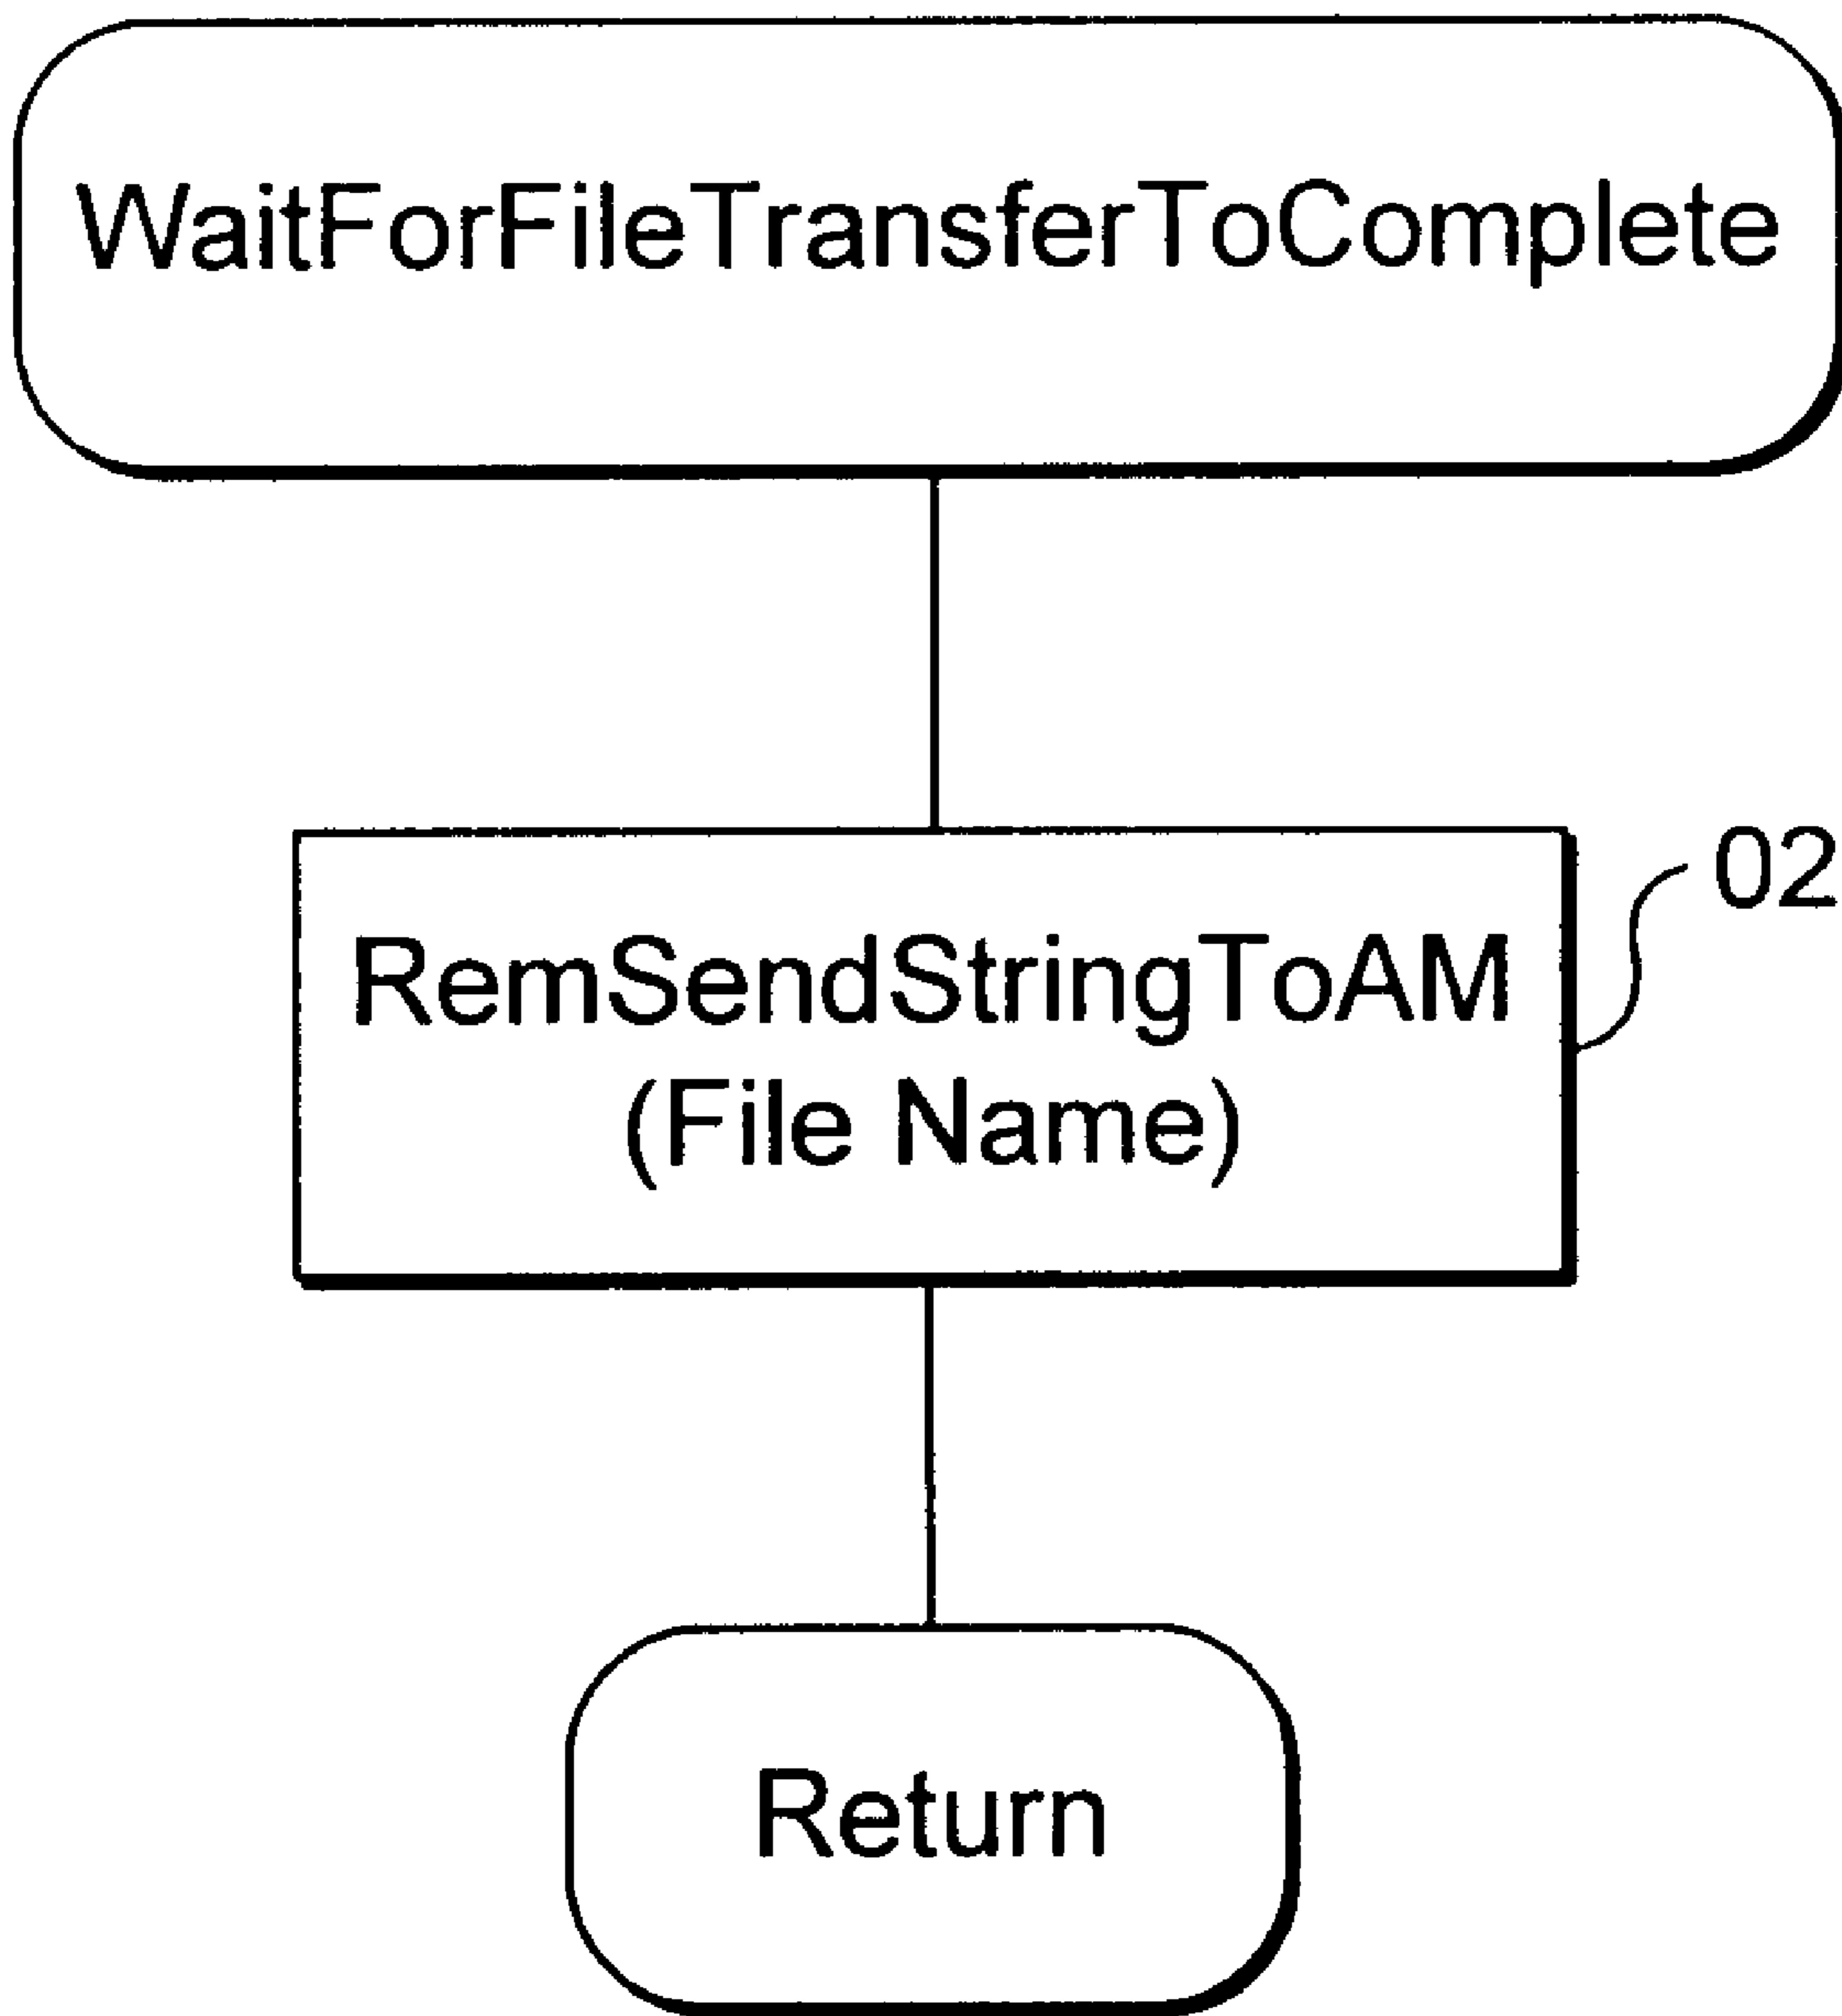 WaitForFileTransferToComplete
02
RemSendStringToAM
(File Name)
Return